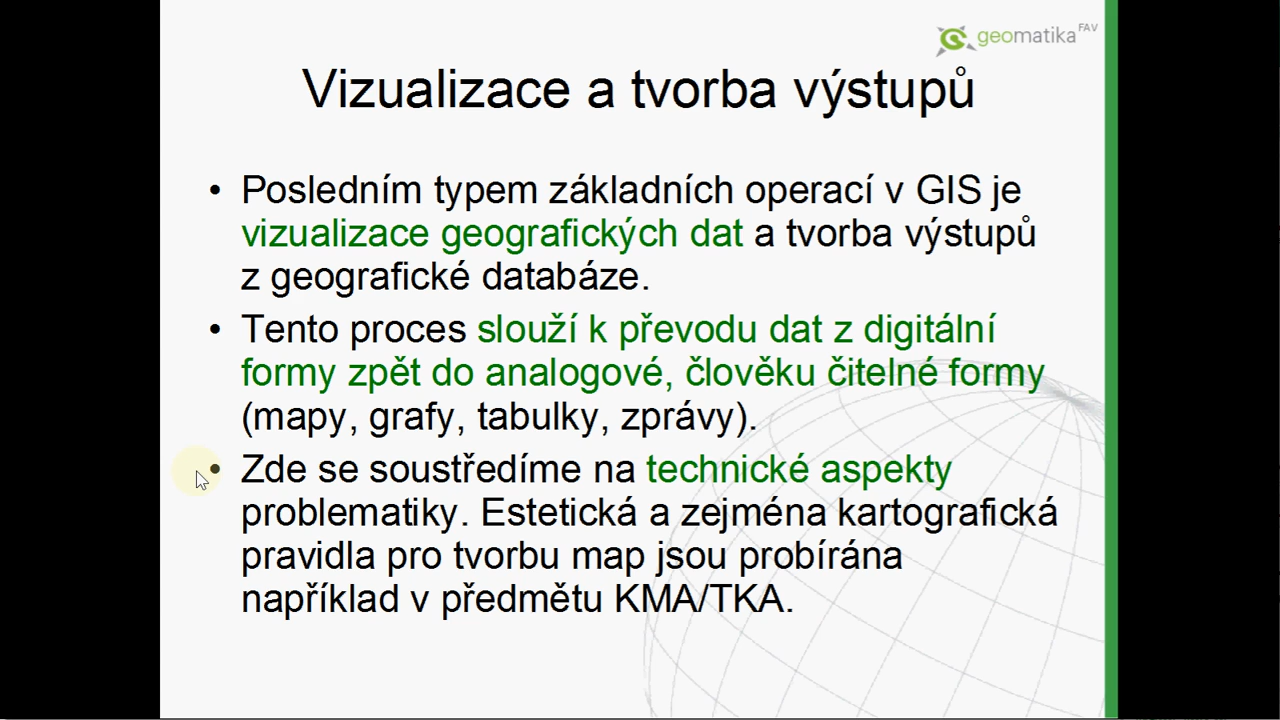 geomatika FAV
Vizualizace a tvorba výstupů
• Posledním typem základních operací v GIS je
vizualizace geografických dat a tvorba výstupů
z geografické databáze.
• Tento proces slouží k převodu dat z digitální
formy zpět do analogové, člověku čitelné formy
(mapy, grafy, tabulky, zprávy).
• Zde se soustředíme na technické aspekty
problematiky. Estetická a zejména kartografická
pravidla pro tvorbu map jsou probírána
například v předmětu KMA/TKA.